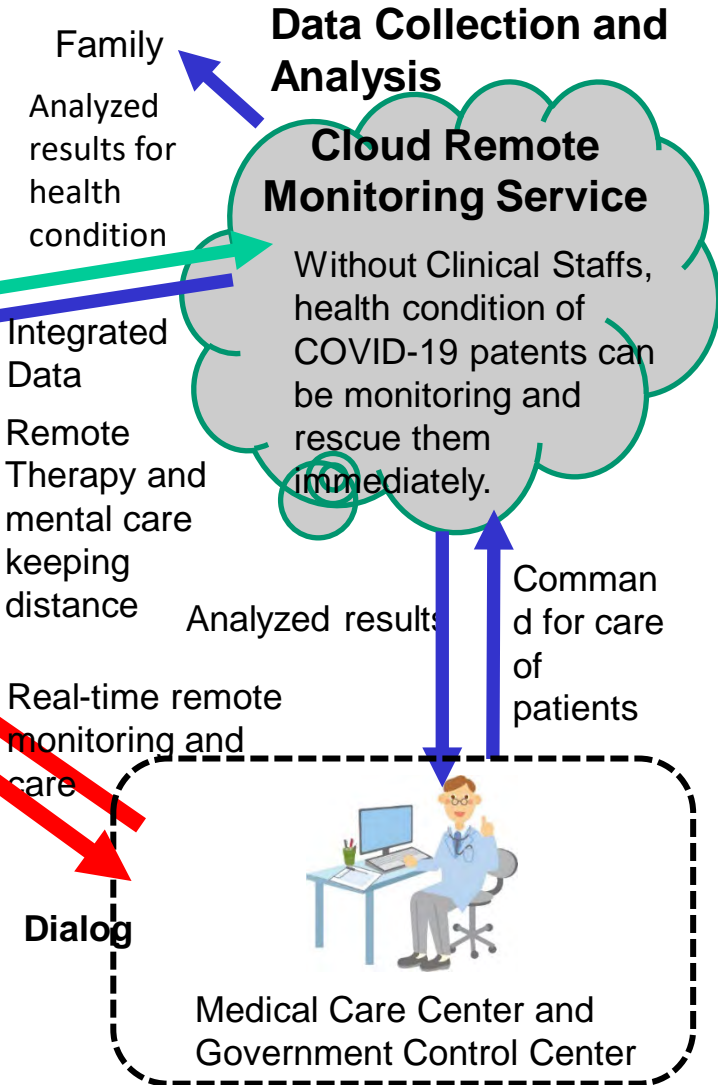 Data Collection and
Analysis
Family
Analyzed
results for
health
condition
Cloud Remote
Monitoring Service
Without Clinical Staffs,
health condition of
COVID-19 patents can
be monitoring and
rescue them
immediately.
Integrated
Data
Remote
Therapy and
mental care
keeping
distance
Analyzed results
Comman
d for care
of
patients
Real-time remote
monitoring and
care
Dialog
Medical Care Center and
Government Control Center